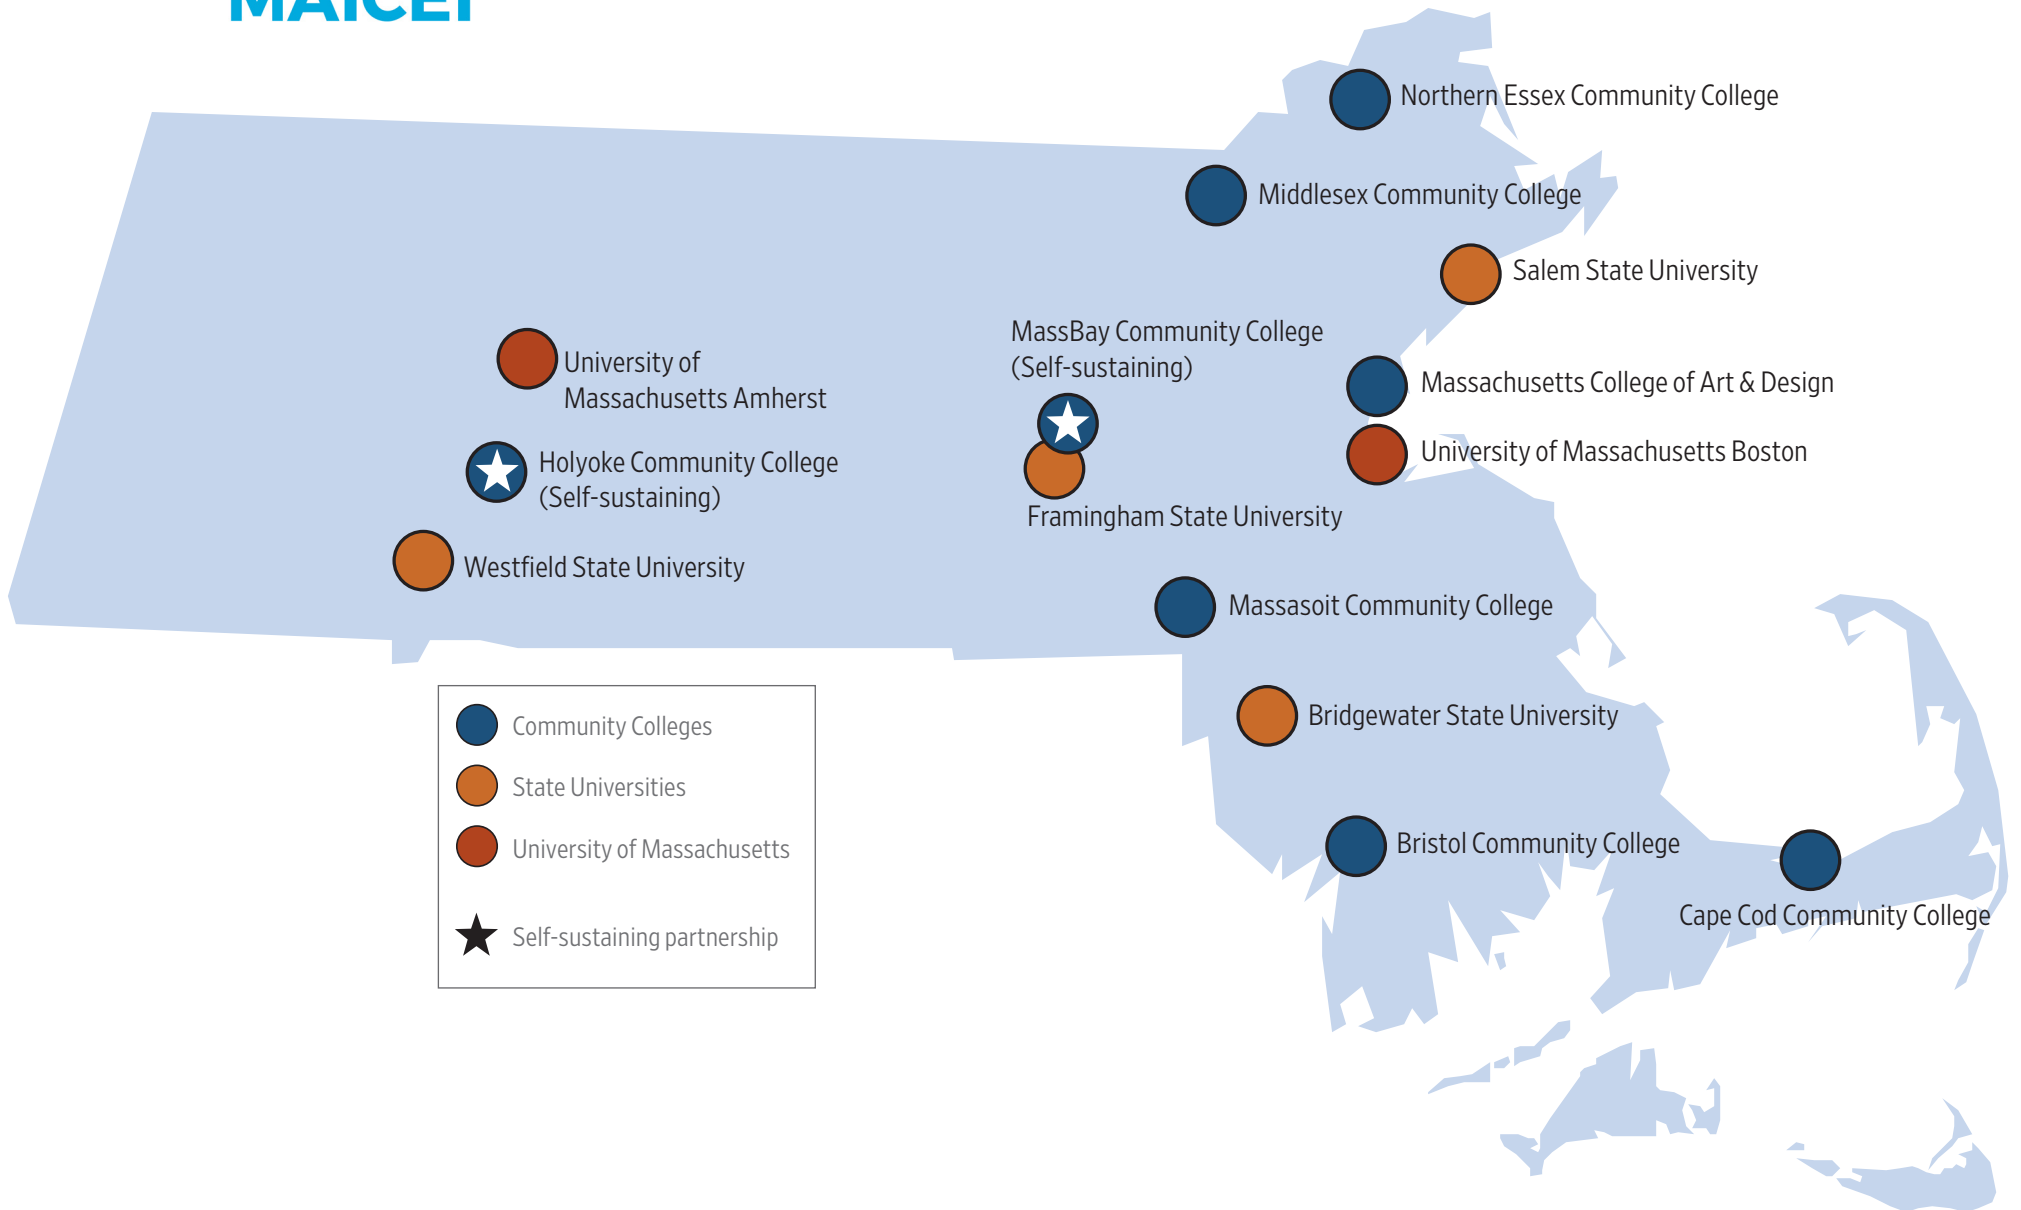 MAICEI
Northern Essex Community College
Middlesex Community College
Salem State University
MassBay Community College
(Self-sustaining)
University of
Massachusetts Amherst
Massachusetts College of Art & Design
University of Massachusetts Boston
Holyoke Community College
(Self-sustaining)
Framingham State University
Westfield State University
Massasoit Community College
Bridgewater State University
Bristol Community College
Cape Cod Community College
Community Colleges
State Universities
University of Massachusetts
Self-sustaining partnership